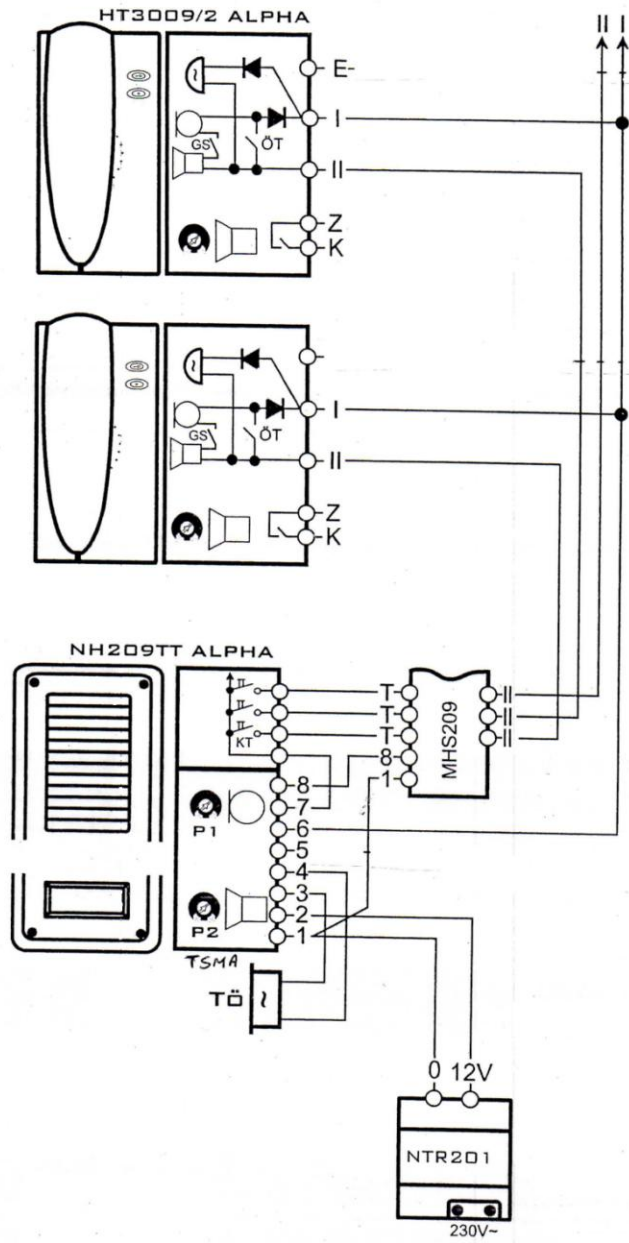 HT3009/2 ALPHA
II I
E-
I
GS
ÖT
II
Z
K
I
GS
ÖT
II
Z
K
NH209TT ALPHA
KT
T
T
T
8
1
MHS209
II
II
II
8
7
6
5
4
3
2
1
P1
P2
TSMA
TÖ
0 12V
NTR201
230V~